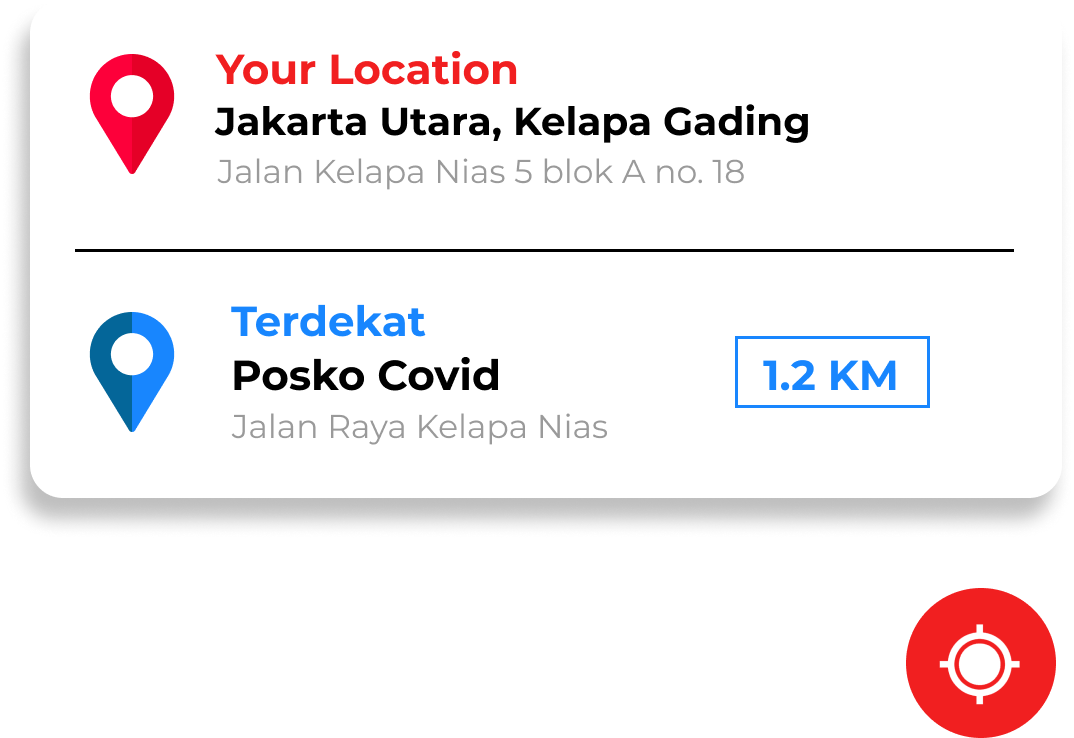 Your Location
Jakarta Utara, Kelapa Gading
Jalan Kelapa Nias 5 blok A no. 18
Terdekat
Posko Covid
1.2 KM
Jalan Raya Kelapa Nias